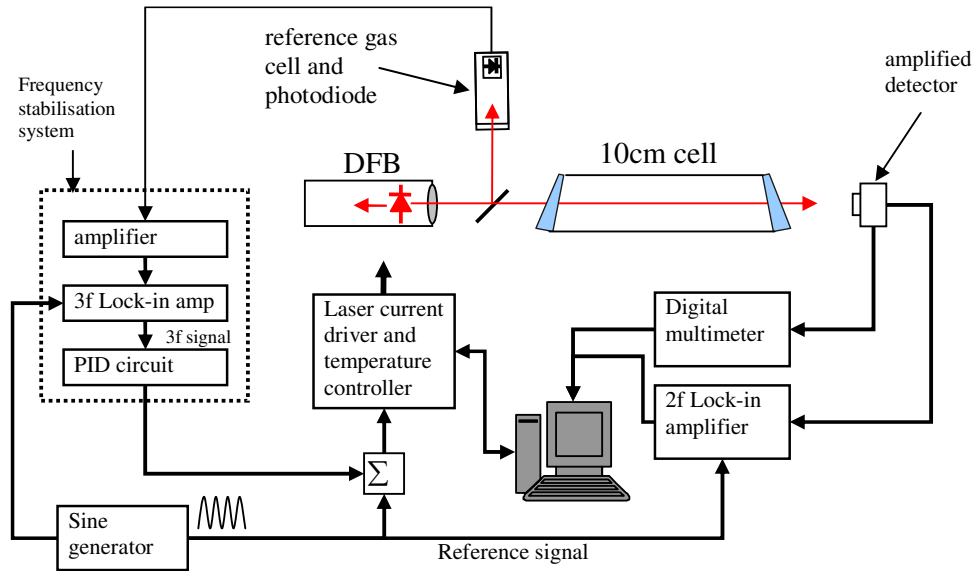 reference gas
cell and
photodiode
amplified
detector
Frequency
stabilisation
system
DFB
10cm cell
amplifier
3f Lock-in amp
3f signal
PID circuit
Laser current
driver and
temperature
controller
Digital
multimeter
2f Lock-in
amplifier
Σ
Sine
generator
Reference signal